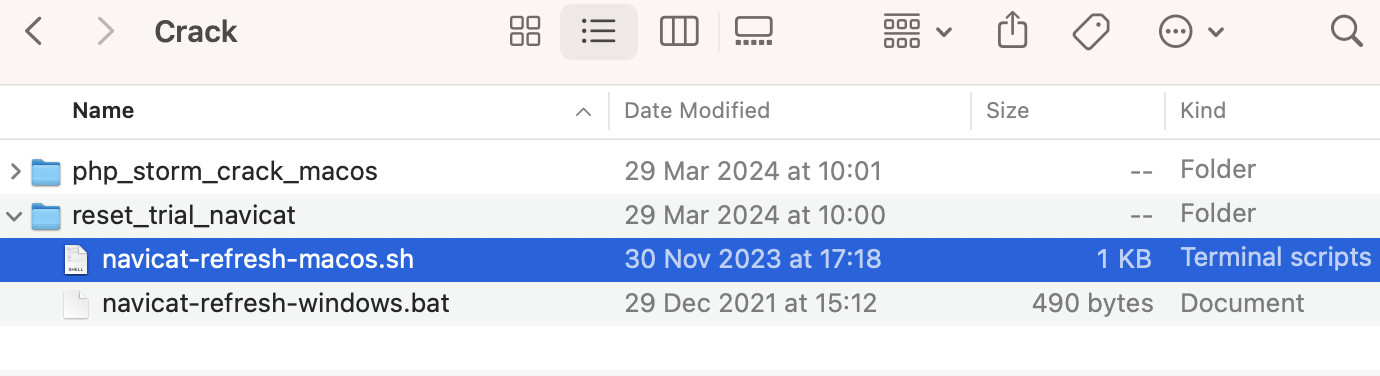 Crack
Name Date Modified Size Kind
php_storm_crack_macos 29 Mar 2024 at 10:01 -- Folder
reset_trial_navicat 29 Mar 2024 at 10:00 -- Folder
SHELL navicat-refresh-macos.sh 30 Nov 2023 at 17:18 1 KB Terminal scripts
navicat-refresh-windows.bat 29 Dec 2021 at 15:12 490 bytes Document